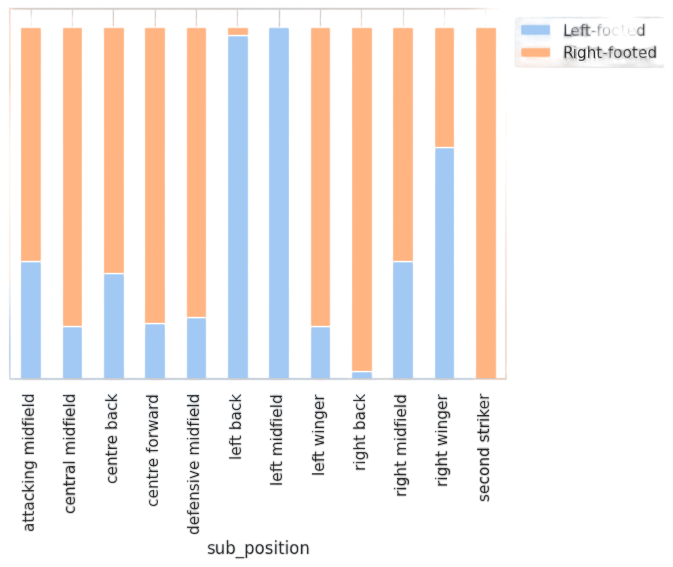 Left-footed
Right-footed
attacking midfield
central midfield
centre back
centre forward
defensive midfield
left back
left midfield
left winger
right back
right midfield
right winger
second striker
sub_position